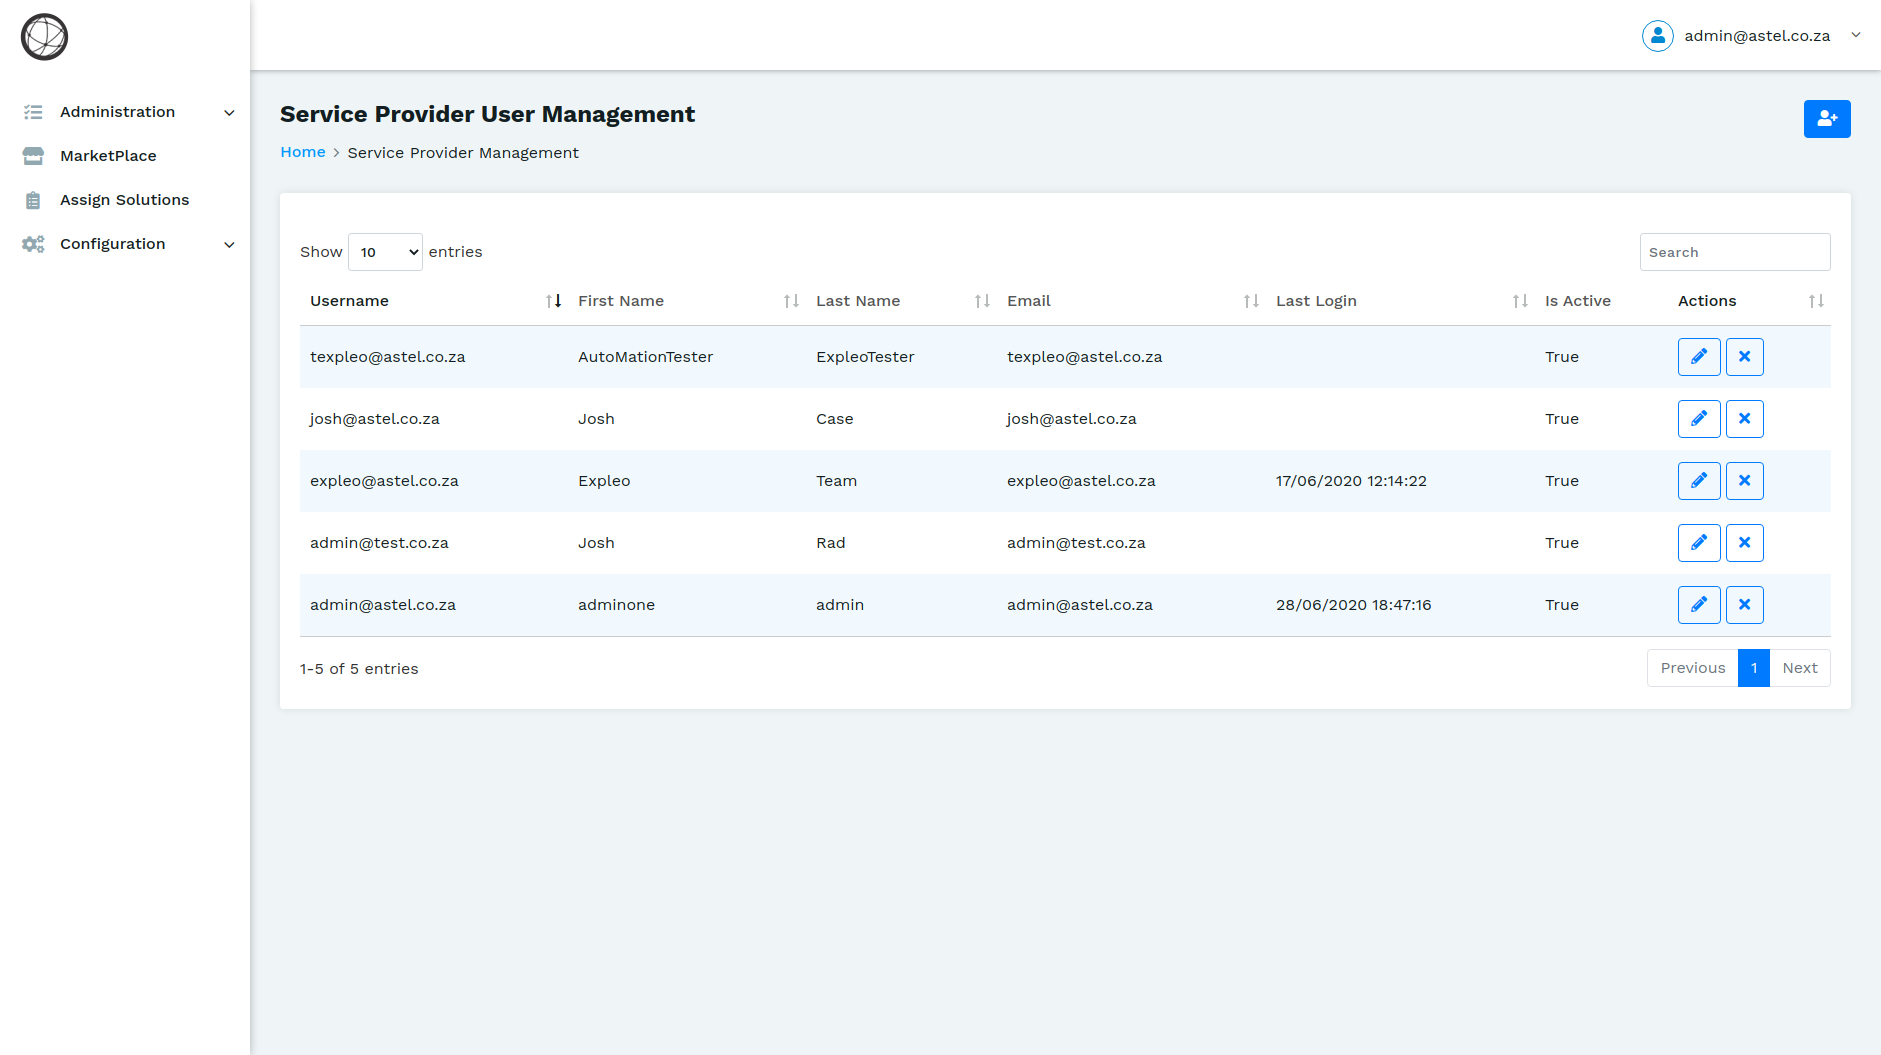 admin@astel.co.za
Administration
MarketPlace
Assign Solutions
Configuration
Service Provider User Management
Home > Service Provider Management
Show 10 entries
Search
Username First Name Last Name Email Last Login Is Active Actions
texpleo@astel.co.za AutoMationTester ExpleoTester texpleo@astel.co.za True
josh@astel.co.za Josh Case josh@astel.co.za True
expleo@astel.co.za Expleo Team expleo@astel.co.za 17/06/2020 12:14:22 True
admin@test.co.za Josh Rad admin@test.co.za True
admin@astel.co.za adminone admin admin@astel.co.za 28/06/2020 18:47:16 True
1-5 of 5 entries
Previous 1 Next